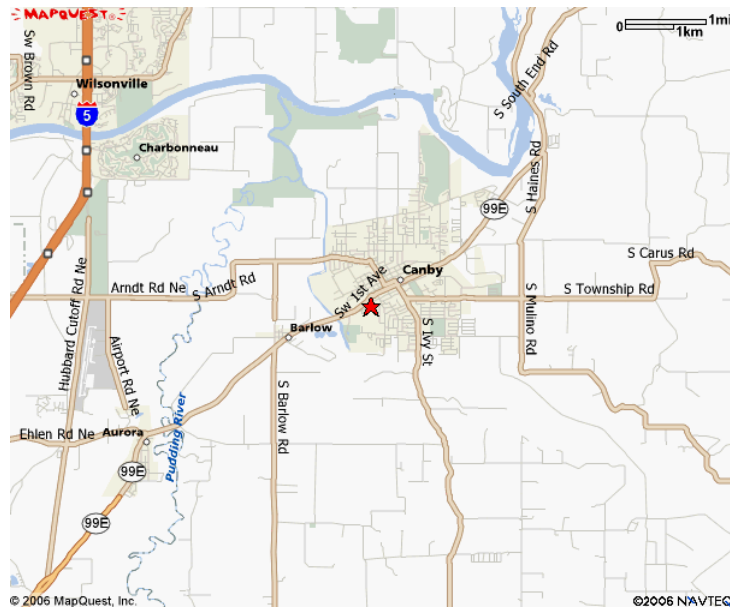 MAPQUEST
0
1mi
1km
Sw Brown Rd
Wilsonville
5
Charbonneau
S South End Rd
S Haines Rd
99E
S Carus Rd
Canby
Sw 1st Ave
Arndt Rd Ne
S Arndt Rd
S Township Rd
Hubbard Cutoff Rd Ne
Barlow
S Ivy St
S Mulino Rd
Airport Rd Ne
S Barlow Rd
Pudding River
Ehlen Rd Ne
Aurora
99E
99E
© 2006 MapQuest, Inc.
©2006 NAVTEQ